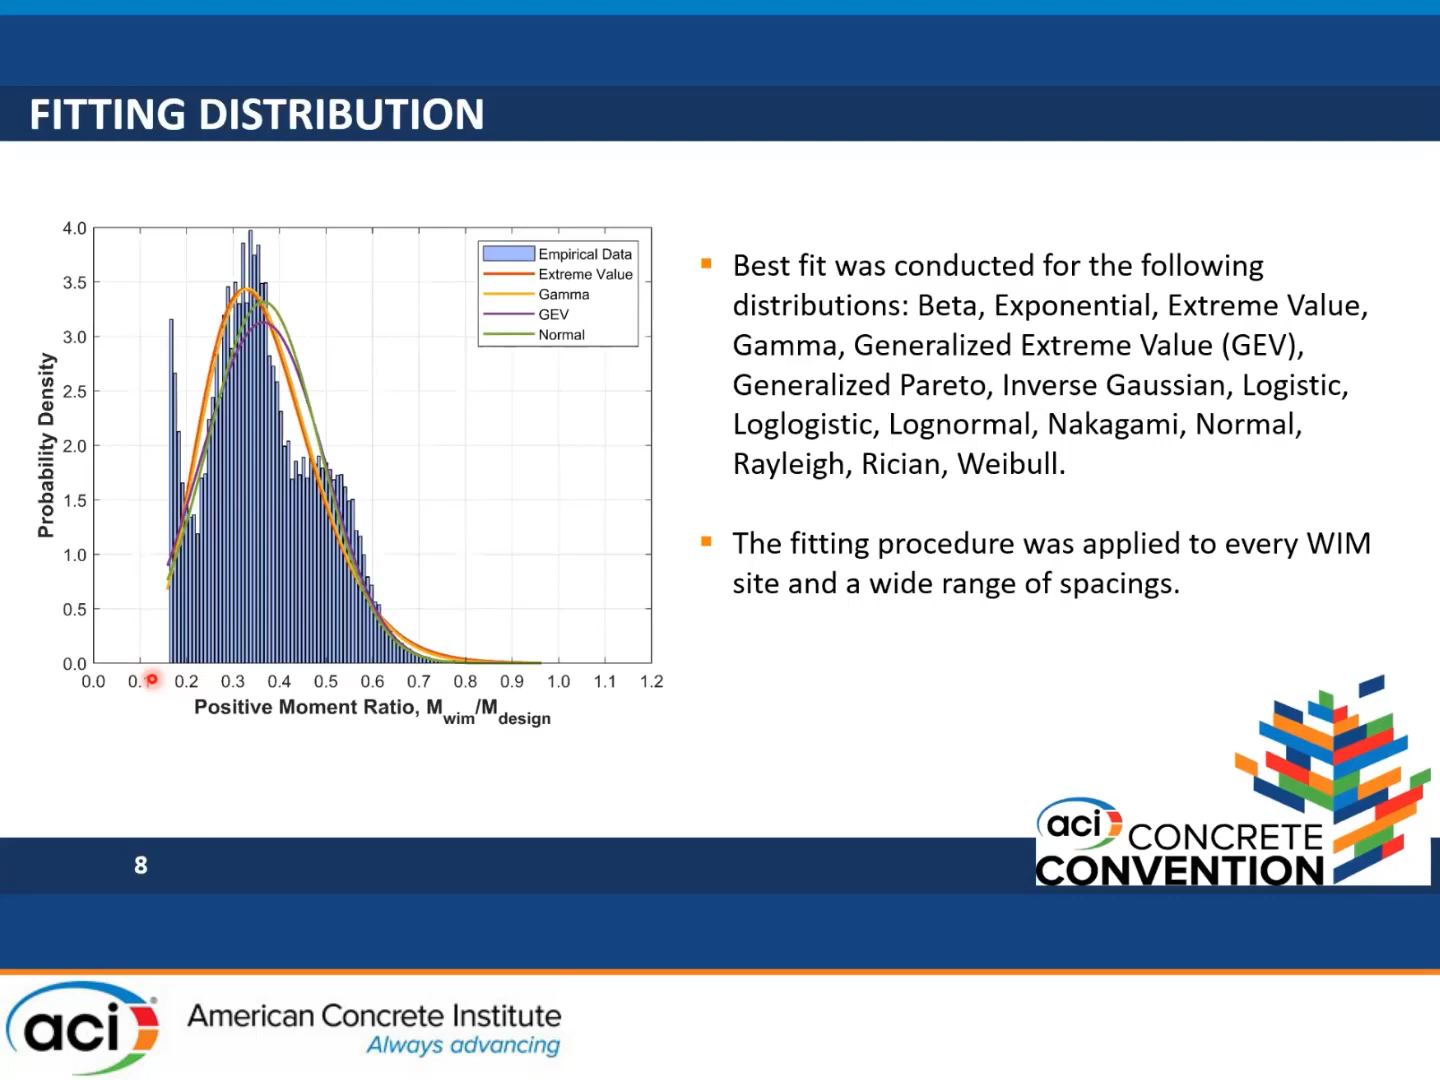 FITTING DISTRIBUTION
4.0
3.5
3.0
2.5
2.0
1.5
1.0
0.5
0.0
Probability Density
Empirical Data
Extreme Value
Gamma
GEV
Normal
0.0 0. 0.2 0.3 0.4 0.5 0.6 0.7 0.8 0.9 1.0 1.1 1.2
Positive Moment Ratio, Mwim/Mdesign
Best fit was conducted for the following
distributions: Beta, Exponential, Extreme Value,
Gamma, Generalized Extreme Value (GEV),
Generalized Pareto, Inverse Gaussian, Logistic,
Loglogistic, Lognormal, Nakagami, Normal,
Rayleigh, Rician, Weibull.
The fitting procedure was applied to every WIM
site and a wide range of spacings.
aci CONCRETE
CONVENTION
8
aci American Concrete Institute
Always advancing